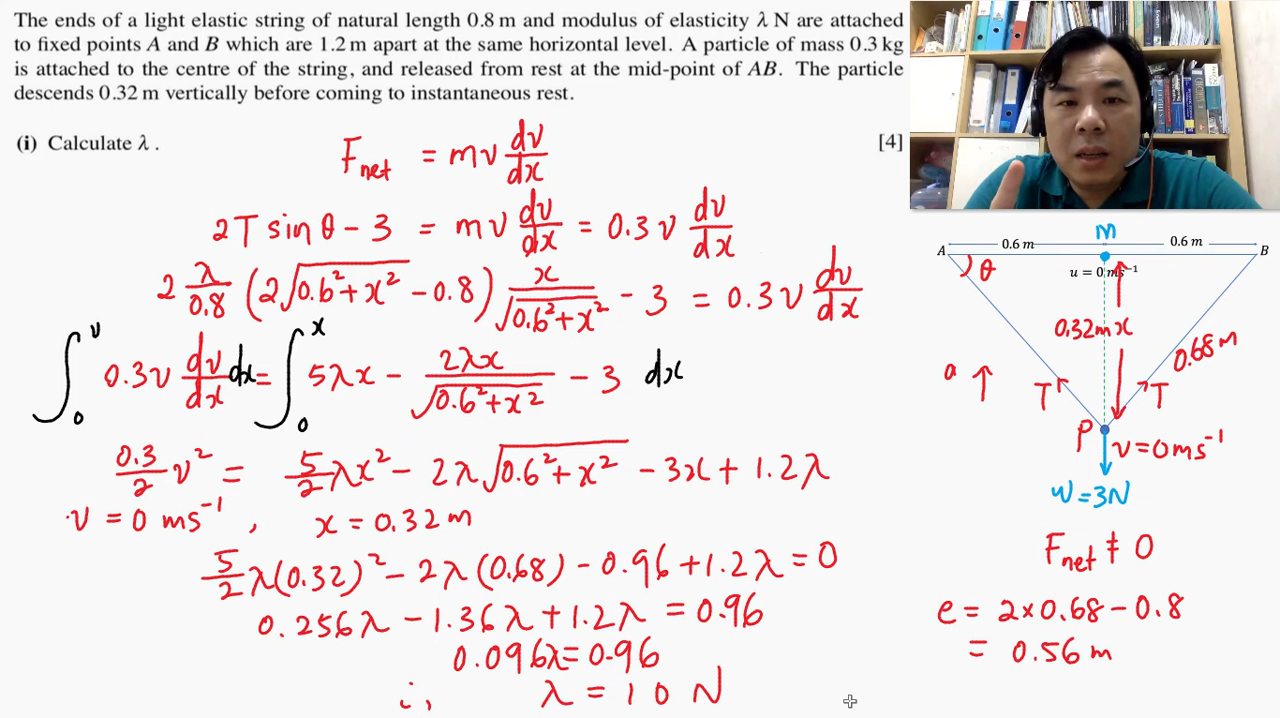 The ends of a light elastic string of natural length 0.8 m and modulus of elasticity λ N are attached
to fixed points A and B which are 1.2 m apart at the same horizontal level. A particle of mass 0.3 kg
is attached to the centre of the string, and released from rest at the mid-point of AB. The particle
descends 0.32 m vertically before coming to instantaneous rest.
(i) Calculate λ . [4]
F_net = mv dv/dx
2T sin θ − 3 = mv dv/dx = 0.3 v dv/dx
2 λ/0.8 (2√(0.6²+x²) − 0.8) x/√(0.6²+x²) − 3 = 0.3 v dv/dx
∫₀ᵛ 0.3v dv/dx dx = ∫₀ˣ 5λx − 2λx/√(0.6²+x²) − 3 dx
0.3/2 v² = 5/2 λx² − 2λ√(0.6²+x²) − 3x + 1.2λ
v = 0 ms⁻¹ , x = 0.32 m
5/2 λ(0.32)² − 2λ(0.68) − 0.96 + 1.2λ = 0
0.256λ − 1.36λ + 1.2λ = 0.96
0.096λ = 0.96
∴ λ = 10 N
M
0.6 m 0.6 m
A B
θ u = 0 ms⁻¹
0.32m x
0.68m
a T T
P v = 0ms⁻¹
W = 3N
F_net ≠ 0
e = 2×0.68 − 0.8
= 0.56 m